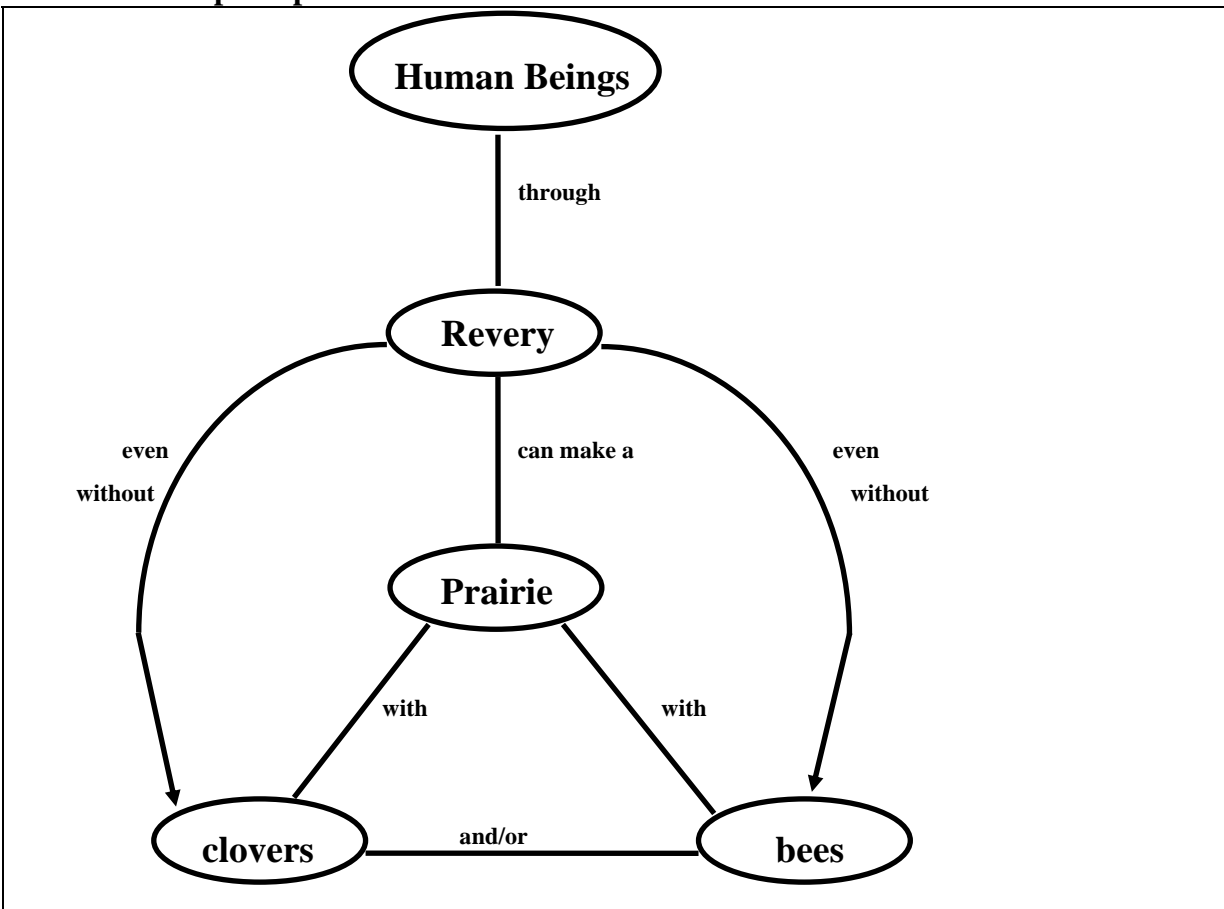 Human Beings
through
Revery
even
without
can make a
even
without
Prairie
with
with
clovers
and/or
bees